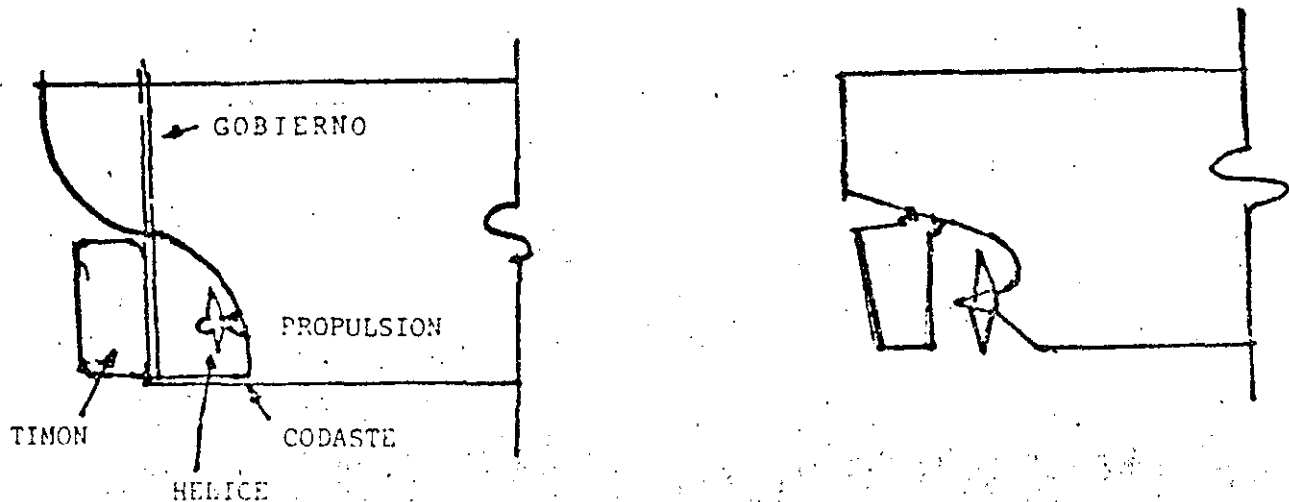 GOBIERNO
PROPULSION
TIMON
CODASTE
HELICE